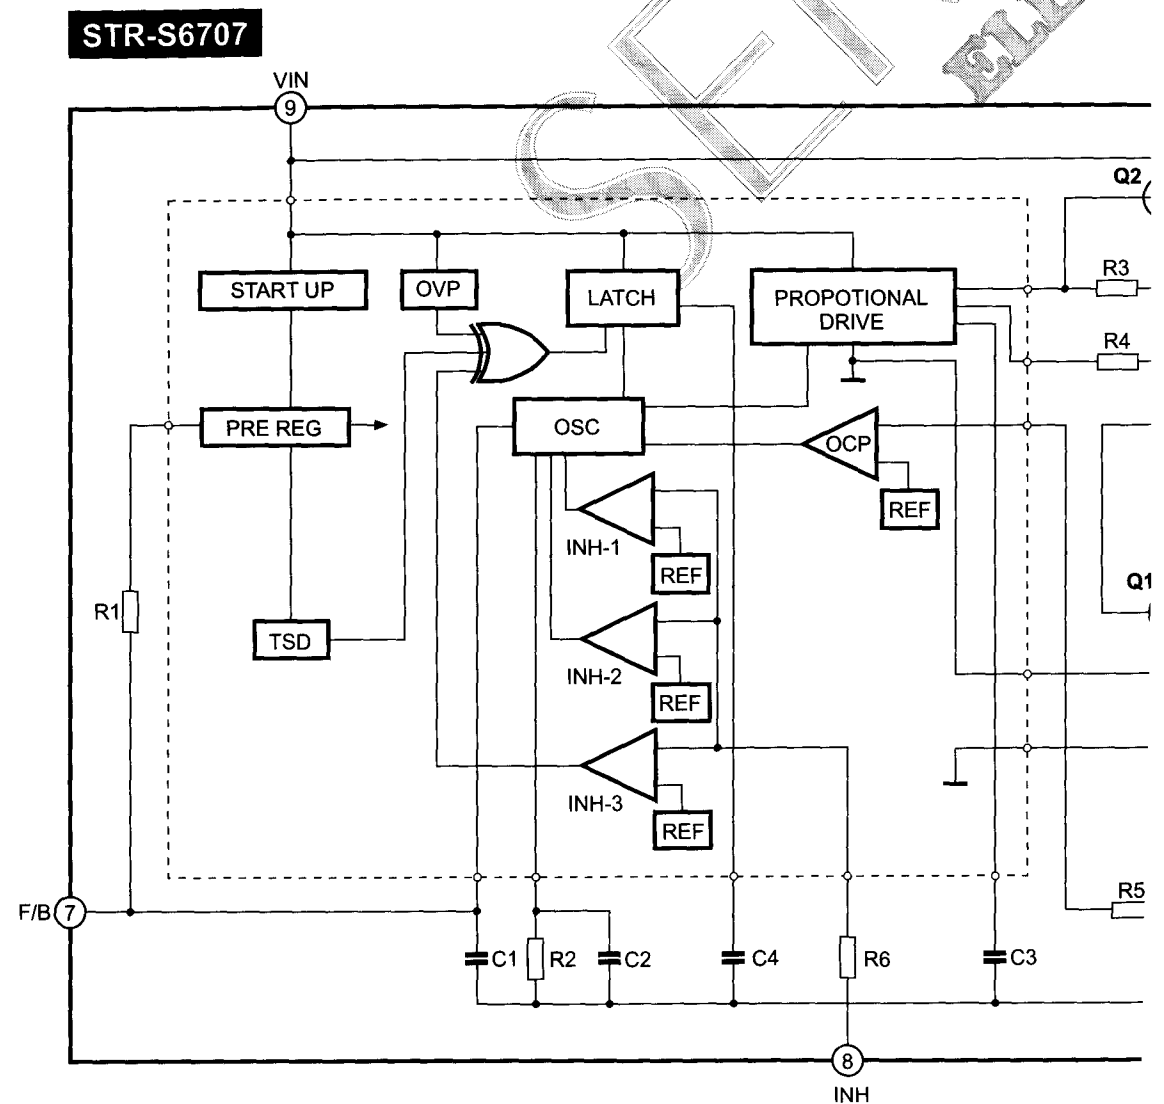 STR-S6707
VIN
9
Q2
START UP
OVP
LATCH
PROPOTIONAL
DRIVE
R3
R4
PRE REG
OSC
OCP
REF
INH-1
REF
Q1
R1
TSD
INH-2
REF
INH-3
REF
R5
F/B
7
C1
R2
C2
C4
R6
C3
8
INH